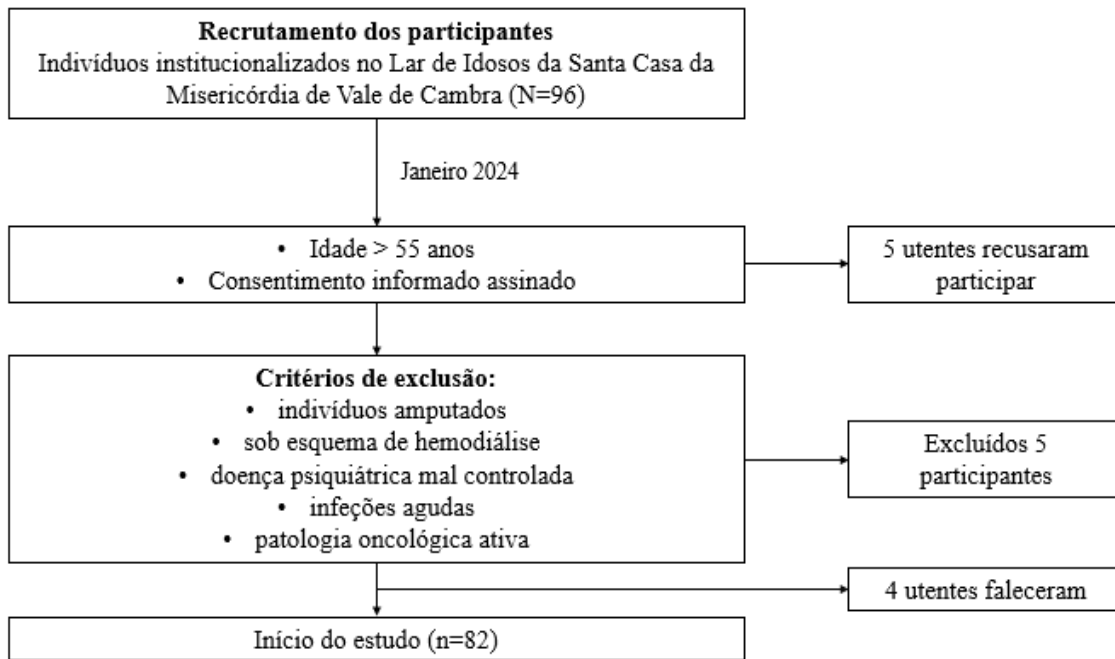 Recrutamento dos participantes
Indivíduos institucionalizados no Lar de Idosos da Santa Casa da
Misericórdia de Vale de Cambra (N=96)
Janeiro 2024
• Idade > 55 anos
• Consentimento informado assinado
5 utentes recusaram
participar
Critérios de exclusão:
• indivíduos amputados
• sob esquema de hemodiálise
• doença psiquiátrica mal controlada
• infeções agudas
• patologia oncológica ativa
Excluídos 5
participantes
4 utentes faleceram
Início do estudo (n=82)